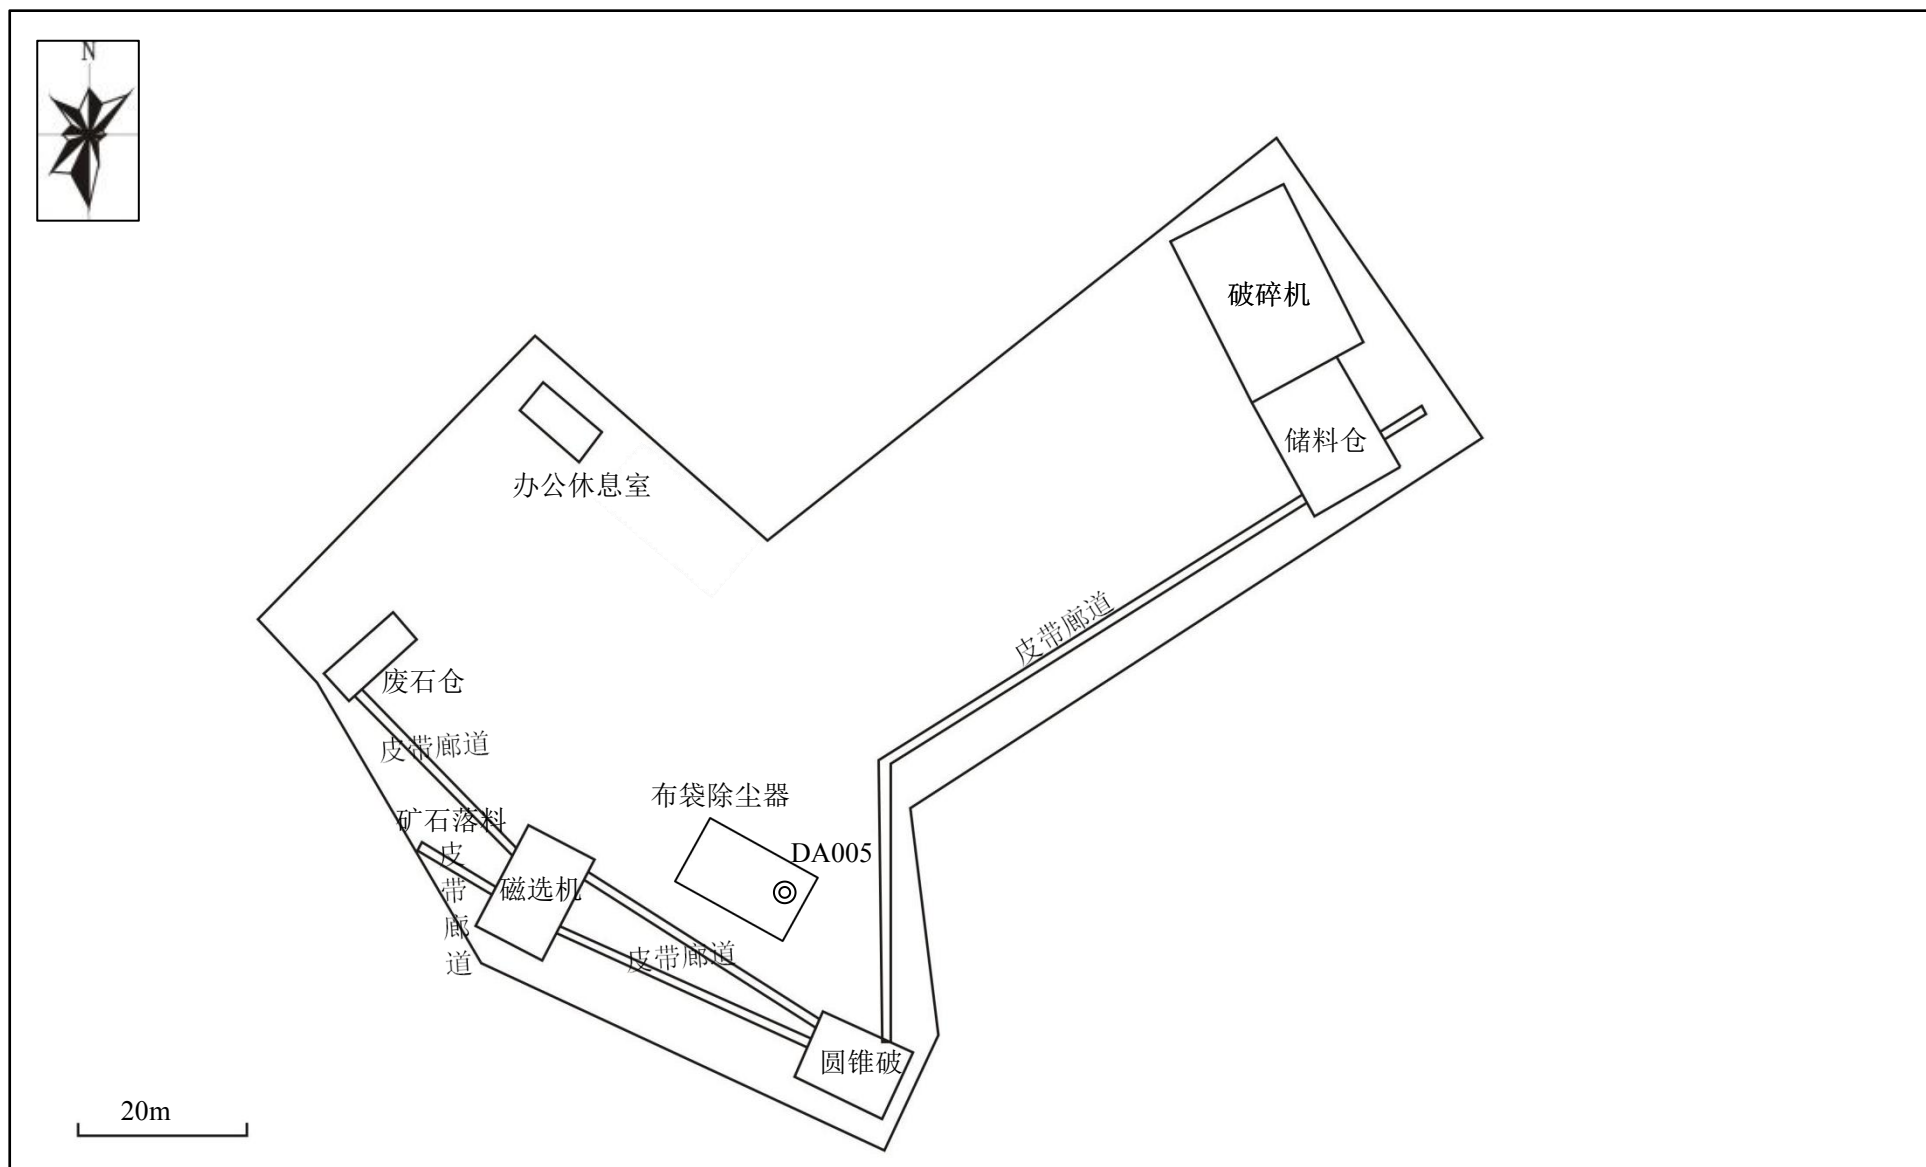 N
破碎机
储料仓
办公休息室
皮带廊道
废石仓
皮带廊道
布袋除尘器
矿石落料
皮带廊道
DA005
磁选机
皮带廊道
圆锥破
20m